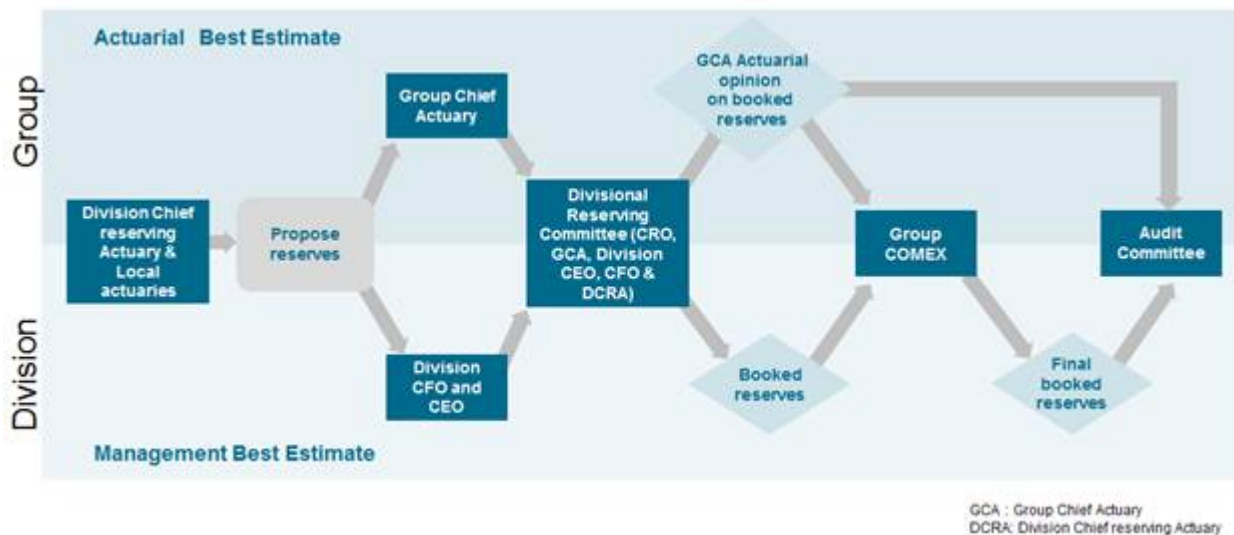 Actuarial Best Estimate
Group
Division
GCA Actuarial
opinion
on booked
reserves
Group Chief
Actuary
Division Chief
reserving
Actuary &
Local
actuaries
Propose
reserves
Divisional
Reserving
Committee (CRO,
GCA, Division
CEO, CFO &
DCRA)
Group
COMEX
Audit
Committee
Division
CFO and
CEO
Booked
reserves
Final
booked
reserves
Management Best Estimate
GCA : Group Chief Actuary
DCRA: Division Chief reserving Actuary